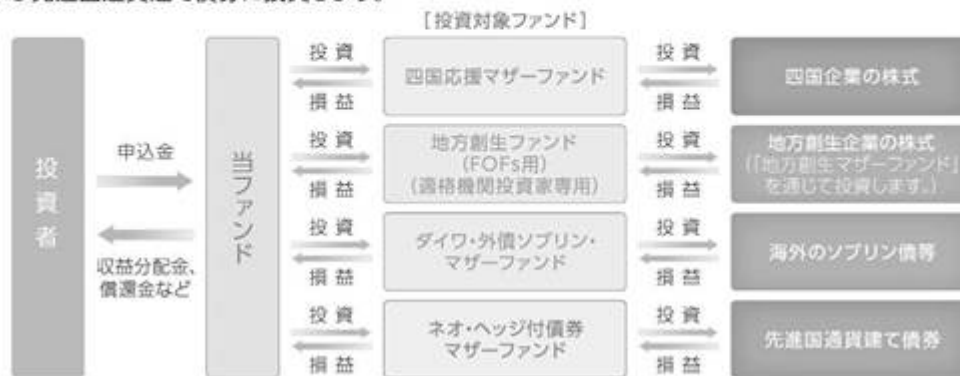 [投資対象ファンド]
投資者
申込金
収益分配金、
償還金など
当ファンド
投資
損益
四国応援マザーファンド
投資
損益
四国企業の株式
投資
損益
地方創生ファンド
(FOFs用)
(適格機関投資家専用)
投資
損益
地方創生企業の株式
(「地方創生マザーファンド」
を通じて投資します。)
投資
損益
ダイワ・外債ソブリン・
マザーファンド
投資
損益
海外のソブリン債等
投資
損益
ネオ・ヘッジ付債券
マザーファンド
投資
損益
先進国通貨建て債券